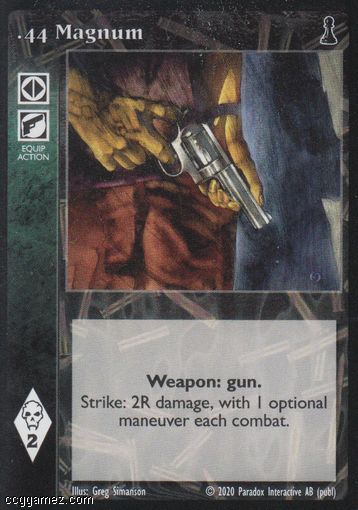 .44 Magnum
EQUIP
ACTION
Weapon: gun.
Strike: 2R damage, with 1 optional
maneuver each combat.
2
Illus: Greg Simanson © 2020 Paradox Interactive AB (publ)
ccggamez.com